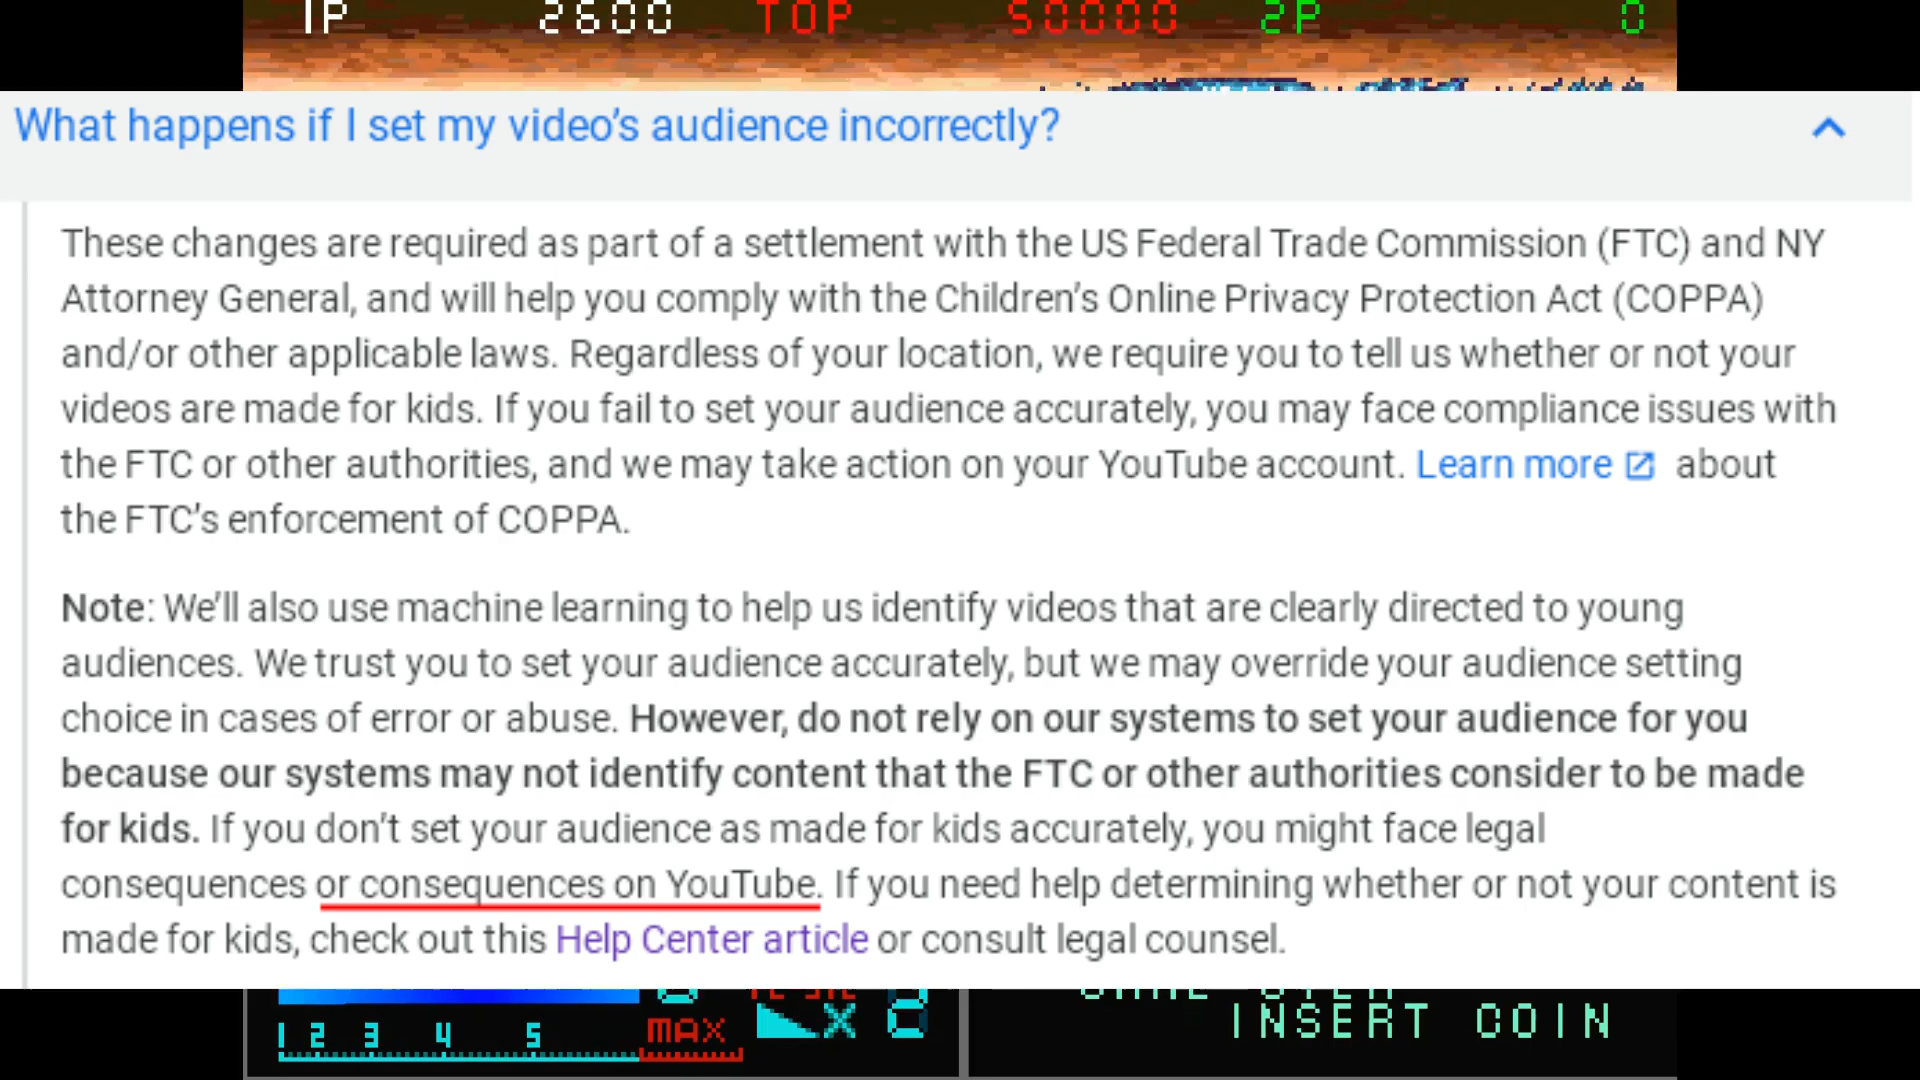 1P 2600 TOP 50000 2P 0
What happens if I set my video's audience incorrectly?
These changes are required as part of a settlement with the US Federal Trade Commission (FTC) and NY
Attorney General, and will help you comply with the Children's Online Privacy Protection Act (COPPA)
and/or other applicable laws. Regardless of your location, we require you to tell us whether or not your
videos are made for kids. If you fail to set your audience accurately, you may face compliance issues with
the FTC or other authorities, and we may take action on your YouTube account. Learn more about
the FTC's enforcement of COPPA.
Note: We'll also use machine learning to help us identify videos that are clearly directed to young
audiences. We trust you to set your audience accurately, but we may override your audience setting
choice in cases of error or abuse. However, do not rely on our systems to set your audience for you
because our systems may not identify content that the FTC or other authorities consider to be made
for kids. If you don't set your audience as made for kids accurately, you might face legal
consequences or consequences on YouTube. If you need help determining whether or not your content is
made for kids, check out this Help Center article or consult legal counsel.
GAME OVER
1 2 3 4 5 MAX X
INSERT COIN